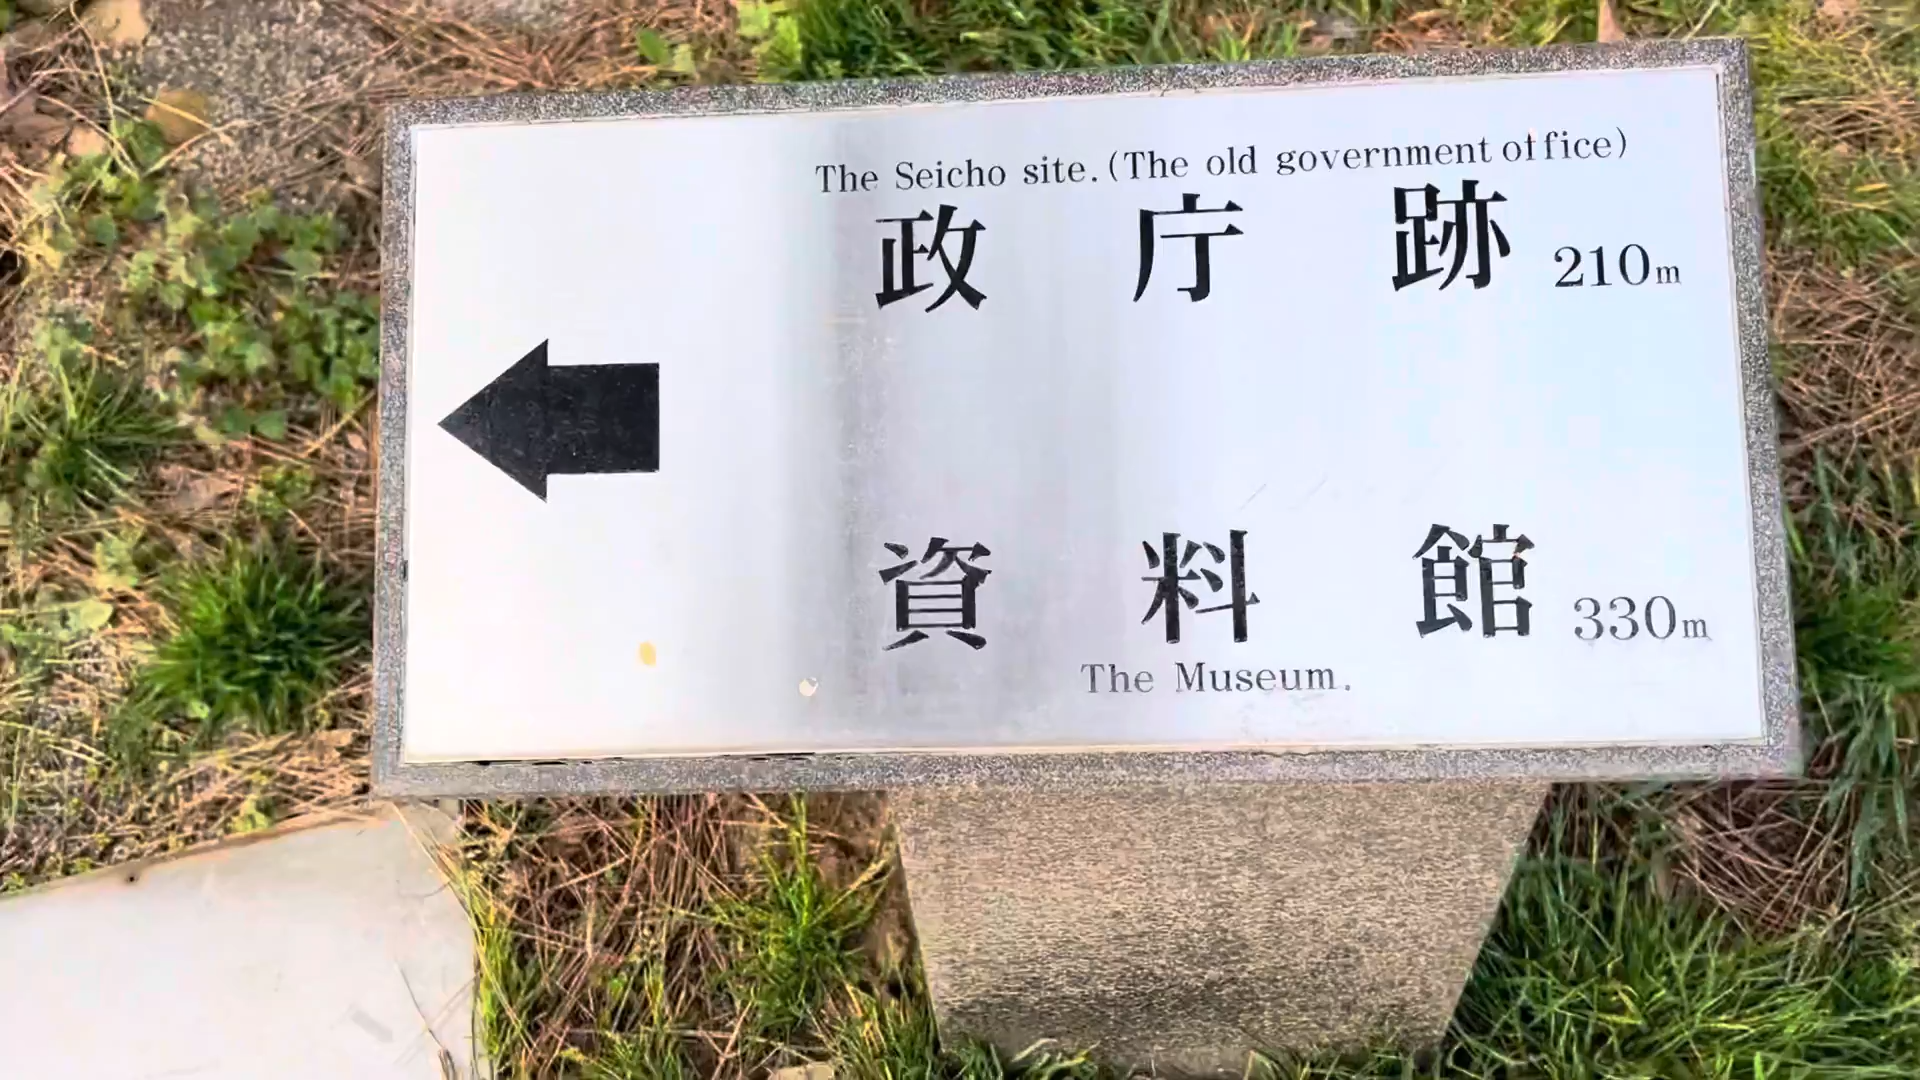 The Seicho site. (The old government office)
政庁跡 210m
資料館 330m
The Museum.